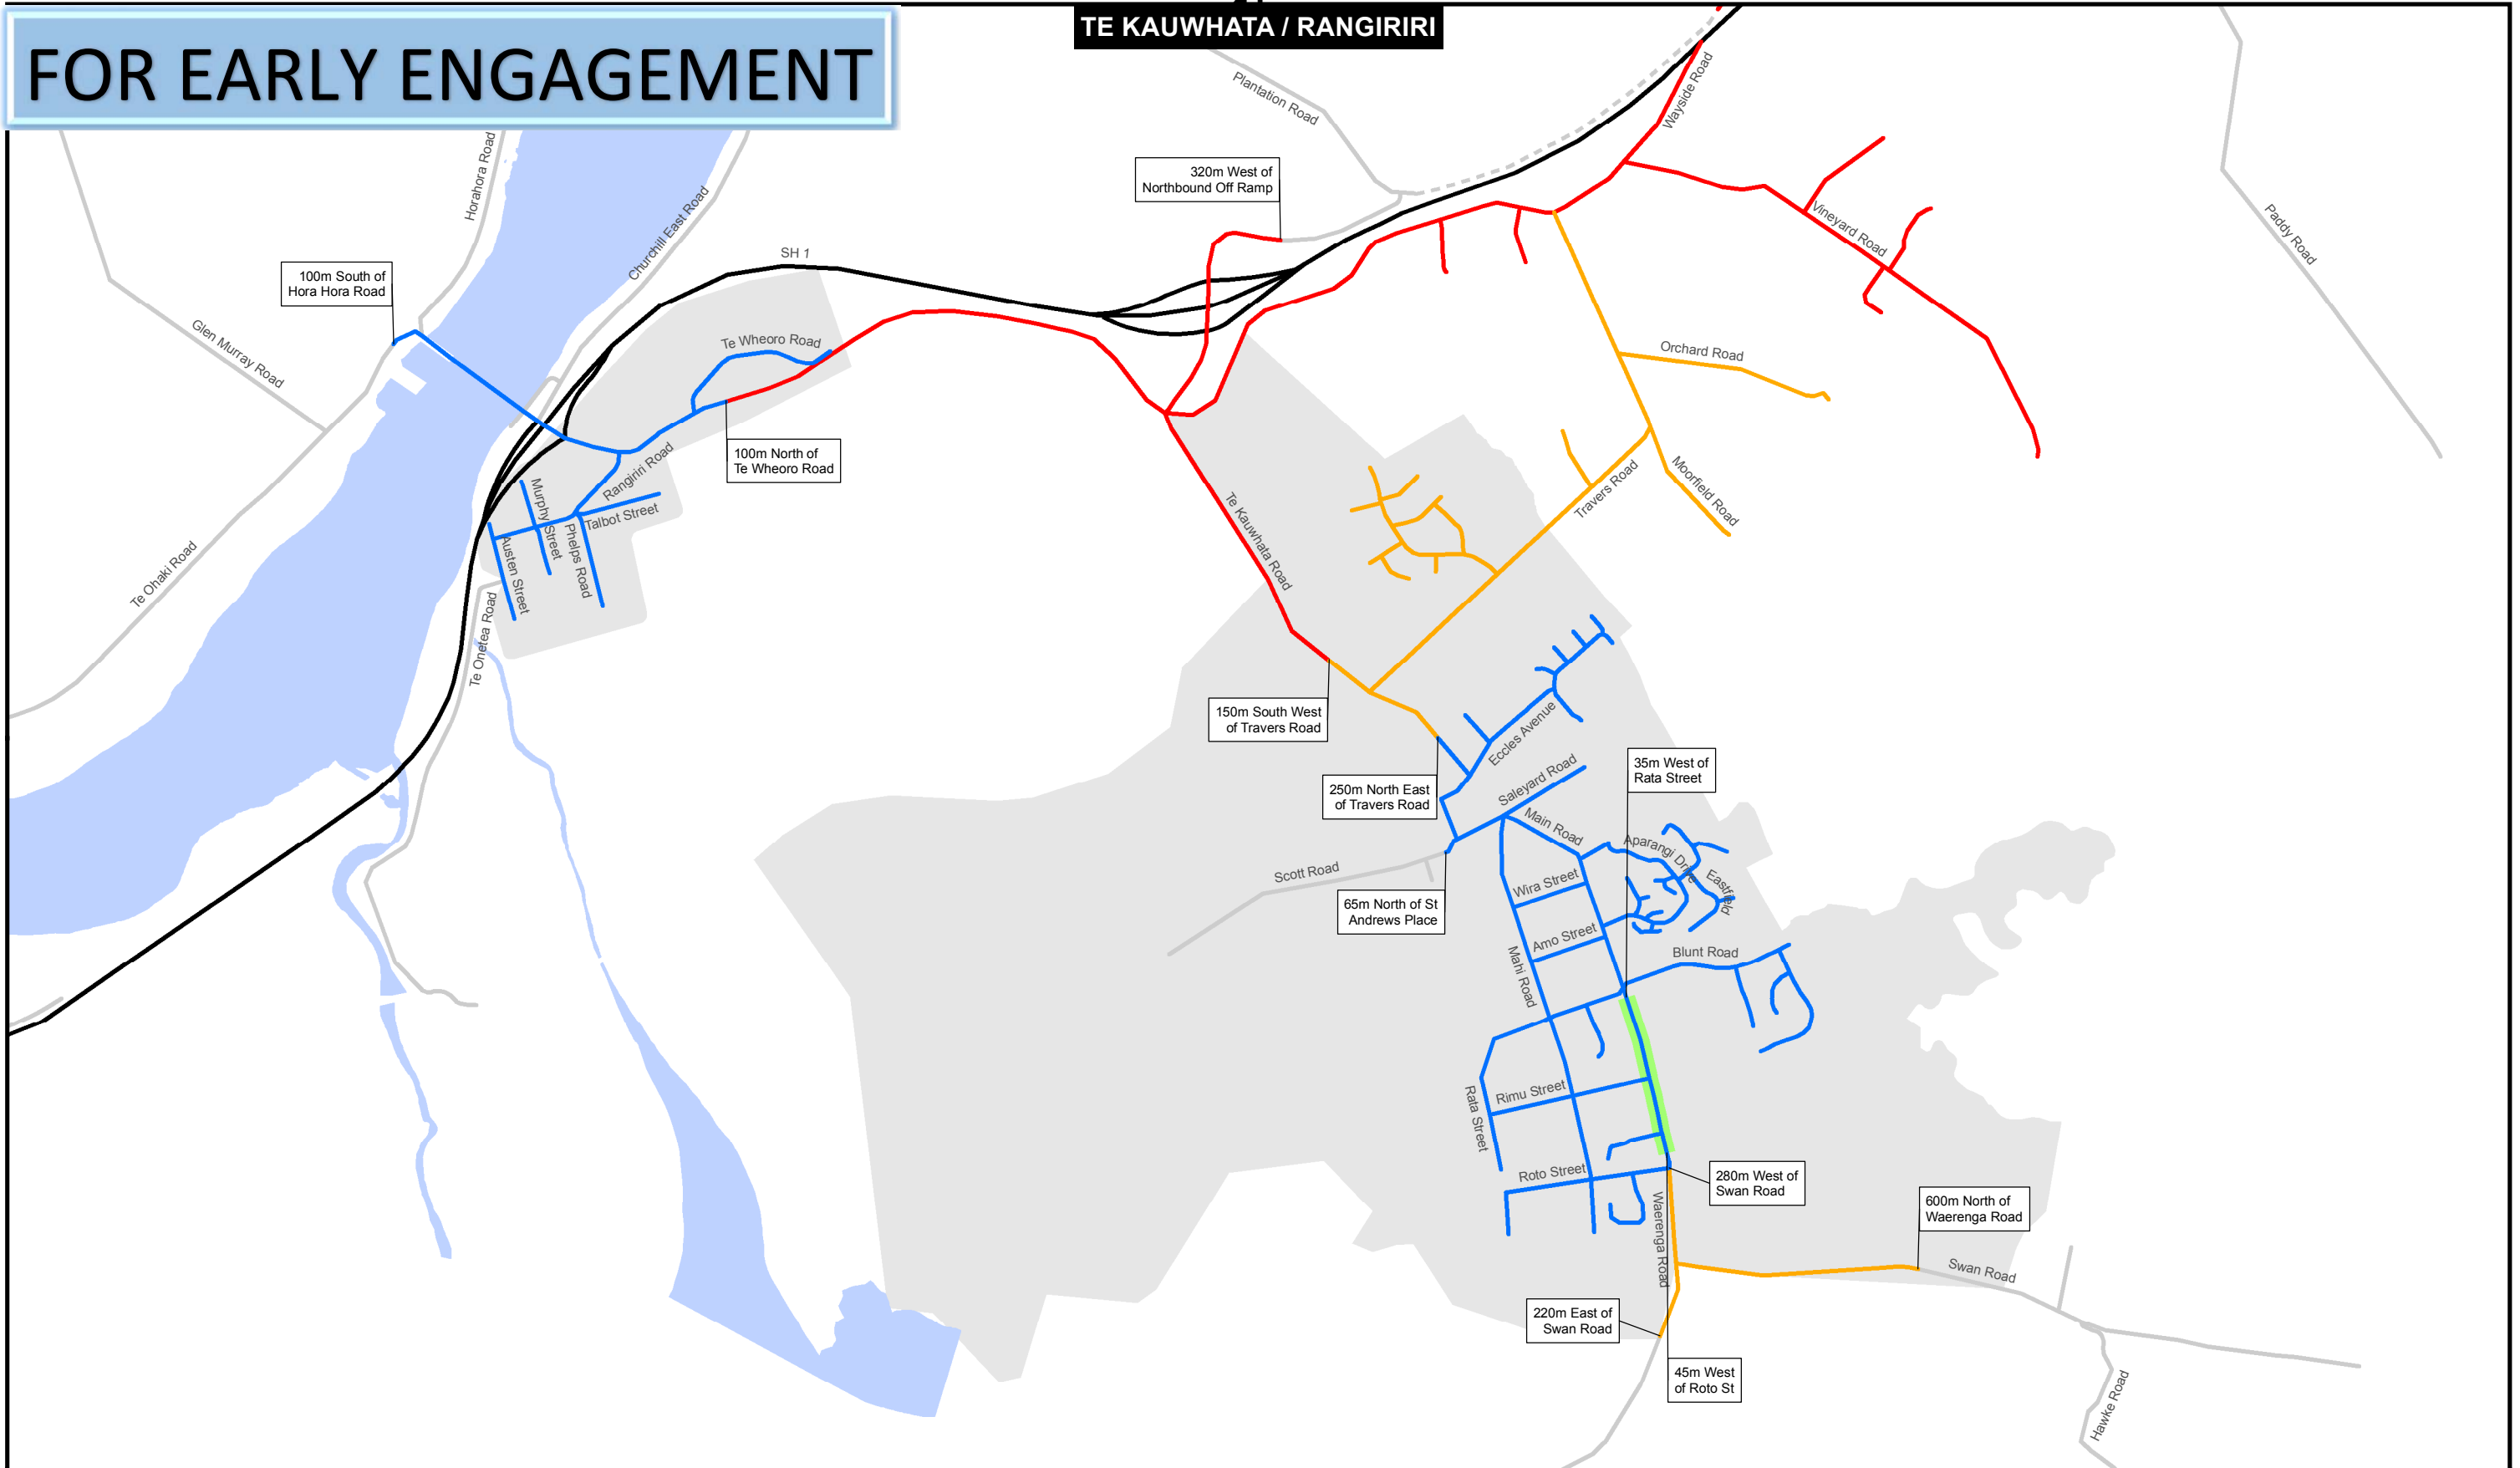 TE KAUWHATA / RANGIRIRI
FOR EARLY ENGAGEMENT
Plantation Road
Wayside Road
Horahora Road
Churchill East Road
320m West of
Northbound Off Ramp
Vineyard Road
Paddy Road
SH 1
100m South of
Hora Hora Road
Glen Murray Road
Te Wheoro Road
Orchard Road
100m North of
Te Wheoro Road
Rangiriri Road
Murphy Street
Talbot Street
Phelps Road
Austen Street
Te Kauwhata Road
Travers Road
Moorfield Road
Te Ohaki Road
Te Onetea Road
150m South West
of Travers Road
Eccles Avenue
35m West of
Rata Street
250m North East
of Travers Road
Saleyard Road
Main Road
Aparangi Drive
Eastfield
Scott Road
Wira Street
65m North of St
Andrews Place
Amo Street
Blunt Road
Mahi Road
Rimu Street
Rata Street
Roto Street
280m West of
Swan Road
Waerenga Road
600m North of
Waerenga Road
Swan Road
220m East of
Swan Road
45m West
of Roto St
Hawke Road